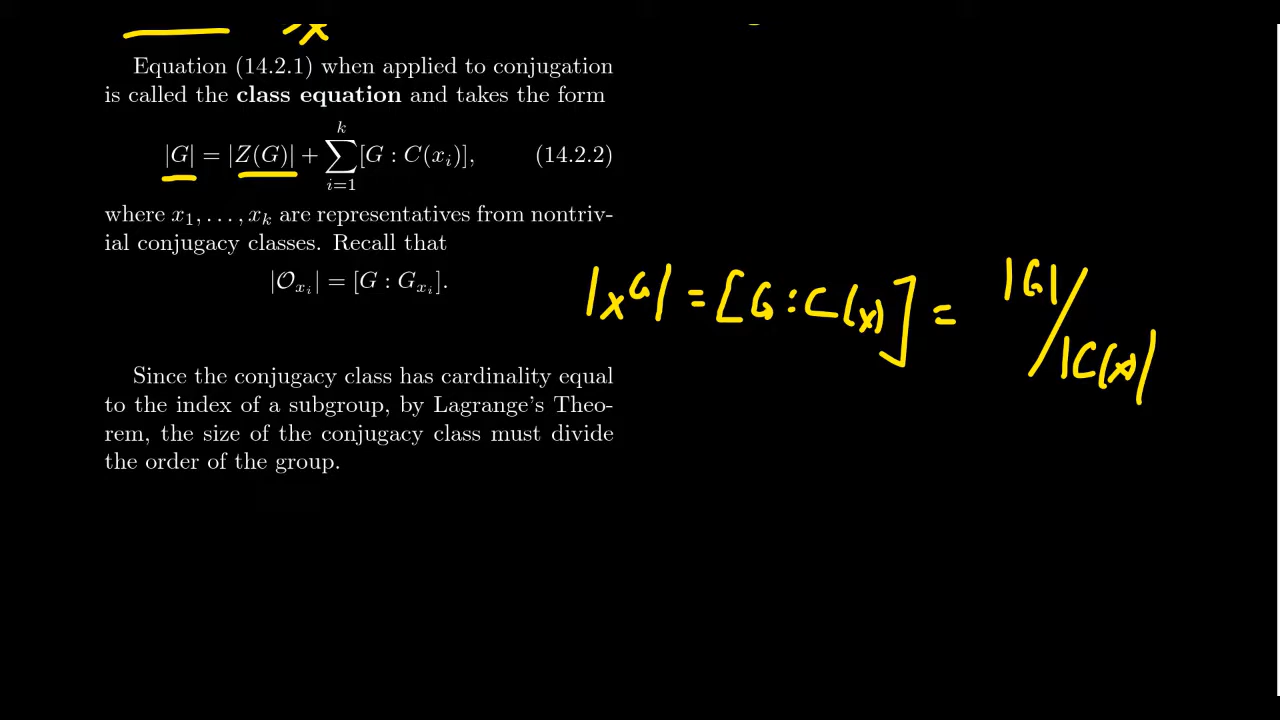 x
Equation (14.2.1) when applied to conjugation
is called the class equation and takes the form
|G| = |Z(G)| + \sum_{i=1}^{k} [G : C(x_i)], (14.2.2)
where x_1, . . . , x_k are representatives from nontriv-
ial conjugacy classes. Recall that
|\mathcal{O}_{x_i}| = [G : G_{x_i}].
|x^G| = [G : C(x)] = |G| / |C(x)|
Since the conjugacy class has cardinality equal
to the index of a subgroup, by Lagrange's Theo-
rem, the size of the conjugacy class must divide
the order of the group.